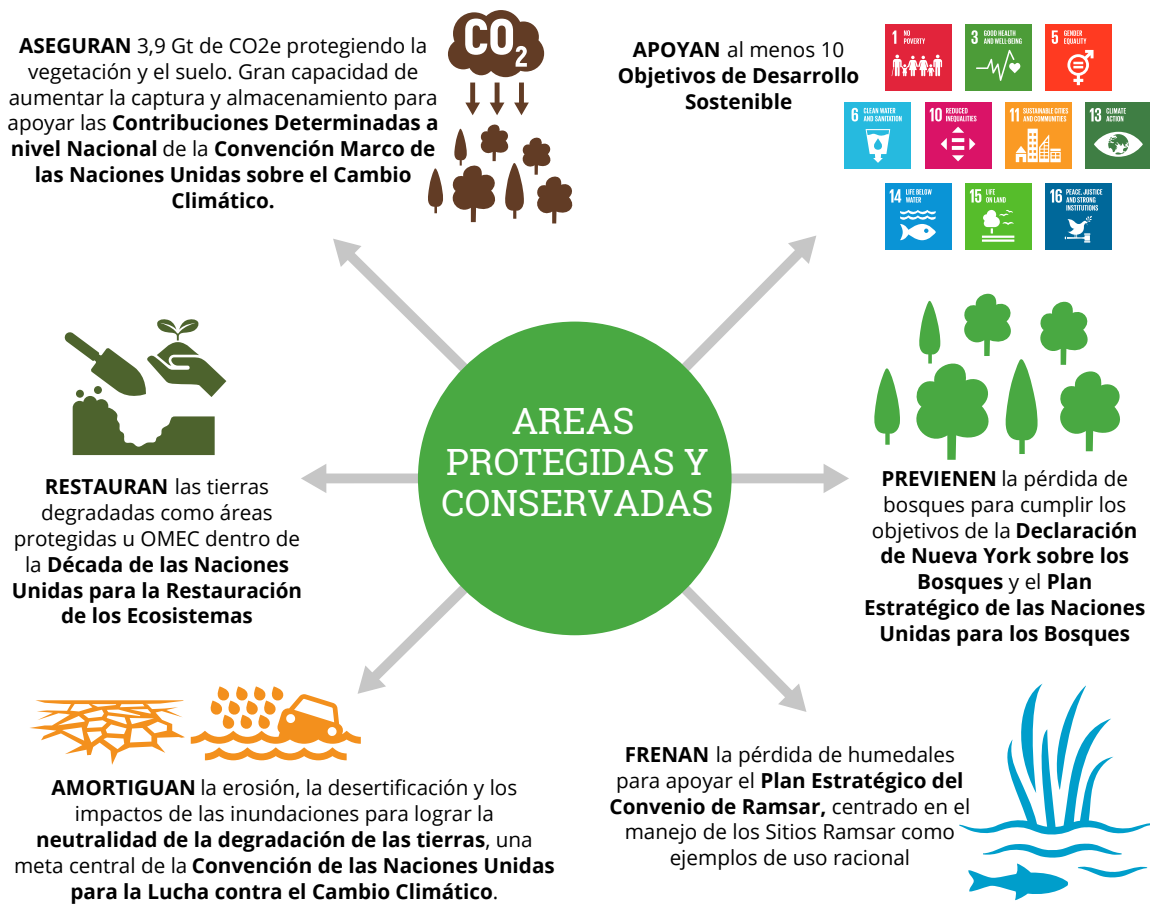 ASEGURAN 3,9 Gt de CO2e protegiendo la
vegetación y el suelo. Gran capacidad de
aumentar la captura y almacenamiento para
apoyar las Contribuciones Determinadas a
nivel Nacional de la Convención Marco de
las Naciones Unidas sobre el Cambio
Climático.
CO2
APOYAN al menos 10
Objetivos de Desarrollo
Sostenible
1 NO
POVERTY
3 GOOD HEALTH
AND WELL-BEING
5 GENDER
EQUALITY
6 CLEAN WATER
AND SANITATION
10 REDUCED
INEQUALITIES
11 SUSTAINABLE CITIES
AND COMMUNITIES
13 CLIMATE
ACTION
14 LIFE BELOW
WATER
15 LIFE
ON LAND
16 PEACE, JUSTICE
AND STRONG
INSTITUTIONS
AREAS
PROTEGIDAS Y
CONSERVADAS
RESTAURAN las tierras
degradadas como áreas
protegidas u OMEC dentro de
la Década de las Naciones
Unidas para la Restauración
de los Ecosistemas
PREVIENEN la pérdida de
bosques para cumplir los
objetivos de la Declaración
de Nueva York sobre los
Bosques y el Plan
Estratégico de las Naciones
Unidas para los Bosques
AMORTIGUAN la erosión, la desertificación y los
impactos de las inundaciones para lograr la
neutralidad de la degradación de las tierras, una
meta central de la Convención de las Naciones Unidas
para la Lucha contra el Cambio Climático.
FRENAN la pérdida de humedales
para apoyar el Plan Estratégico del
Convenio de Ramsar, centrado en el
manejo de los Sitios Ramsar como
ejemplos de uso racional